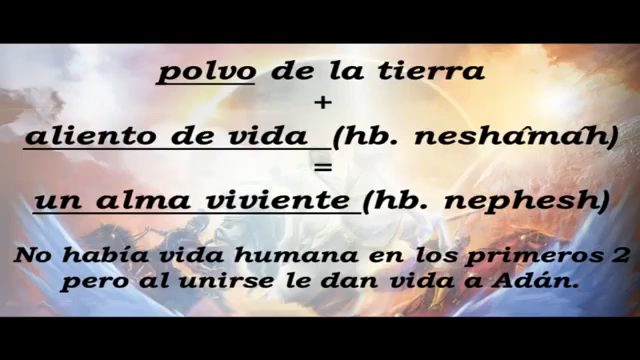 polvo de la tierra
+
aliento de vida (hb. neshâmâh)
=
un alma viviente (hb. nephesh)
No había vida humana en los primeros 2
pero al unirse le dan vida a Adán.